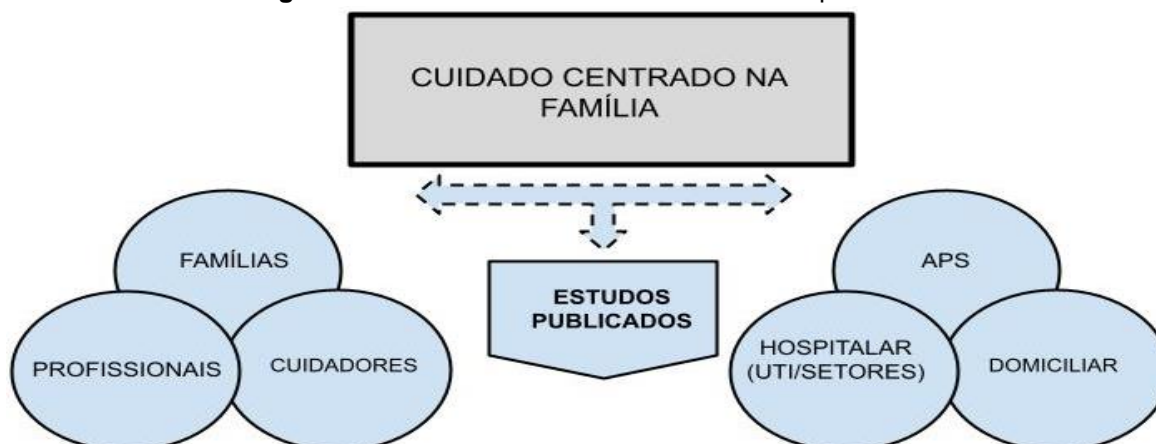 CUIDADO CENTRADO NA
FAMÍLIA
FAMÍLIAS
PROFISSIONAIS
CUIDADORES
ESTUDOS
PUBLICADOS
APS
HOSPITALAR
(UTI/SETORES)
DOMICILIAR